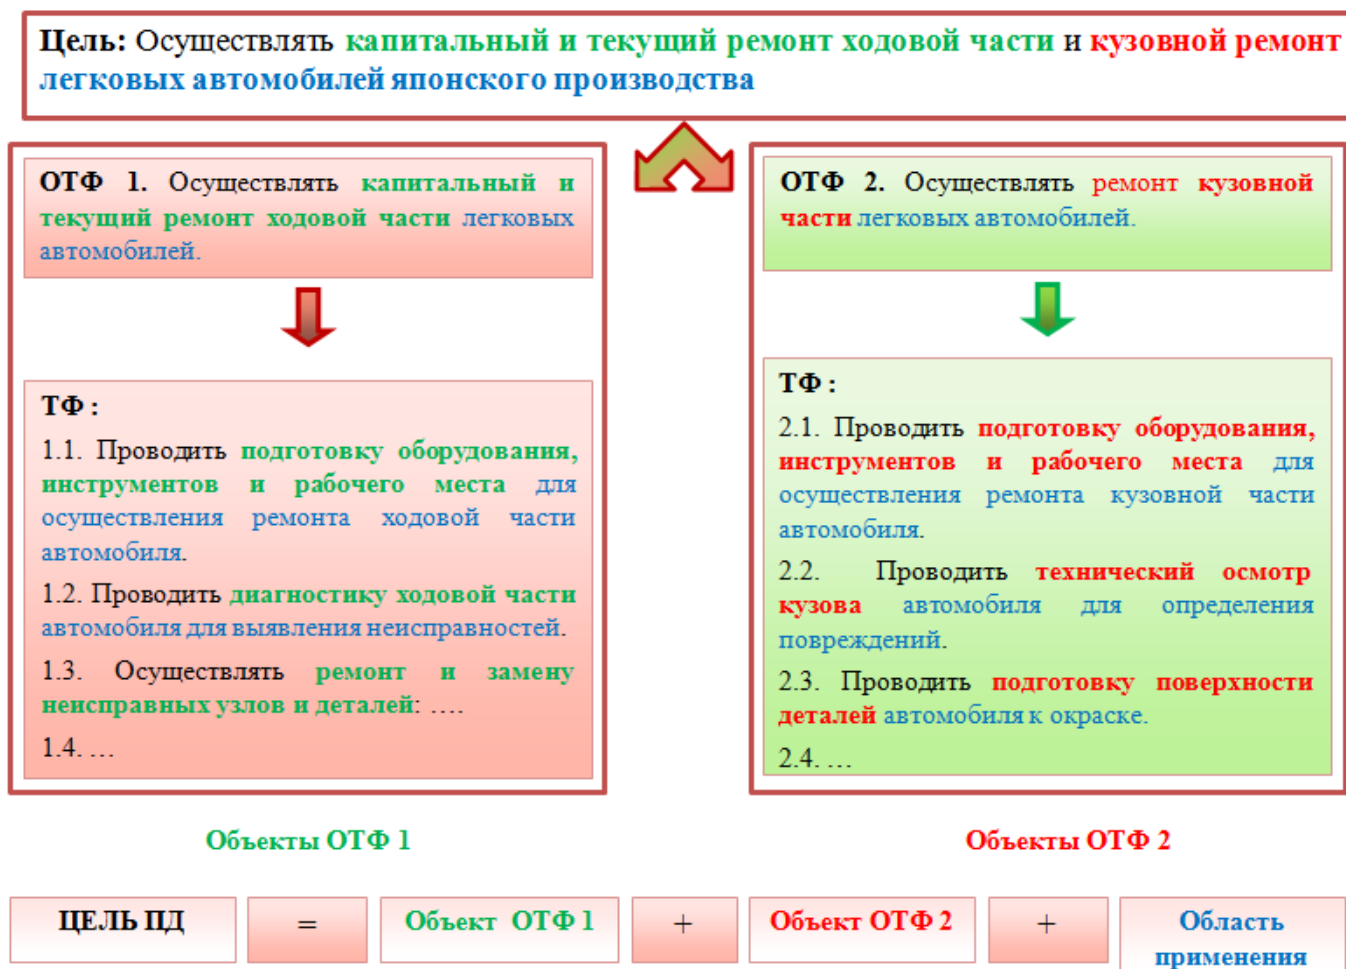 Цель: Осуществлять капитальный и текущий ремонт ходовой части и кузовной ремонт
легковых автомобилей японского производства
ОТФ 1. Осуществлять капитальный и
текущий ремонт ходовой части легковых
автомобилей.
ТФ :
1.1. Проводить подготовку оборудования,
инструментов и рабочего места для
осуществления ремонта ходовой части
автомобиля.
1.2. Проводить диагностику ходовой части
автомобиля для выявления неисправностей.
1.3. Осуществлять ремонт и замену
неисправных узлов и деталей: ….
1.4. …
ОТФ 2. Осуществлять ремонт кузовной
части легковых автомобилей.
ТФ :
2.1. Проводить подготовку оборудования,
инструментов и рабочего места для
осуществления ремонта кузовной части
автомобиля.
2.2. Проводить технический осмотр
кузова автомобиля для определения
повреждений.
2.3. Проводить подготовку поверхности
деталей автомобиля к окраске.
2.4. …
Объекты ОТФ 1
Объекты ОТФ 2
ЦЕЛЬ ПД = Объект ОТФ 1 + Объект ОТФ 2 + Область
применения